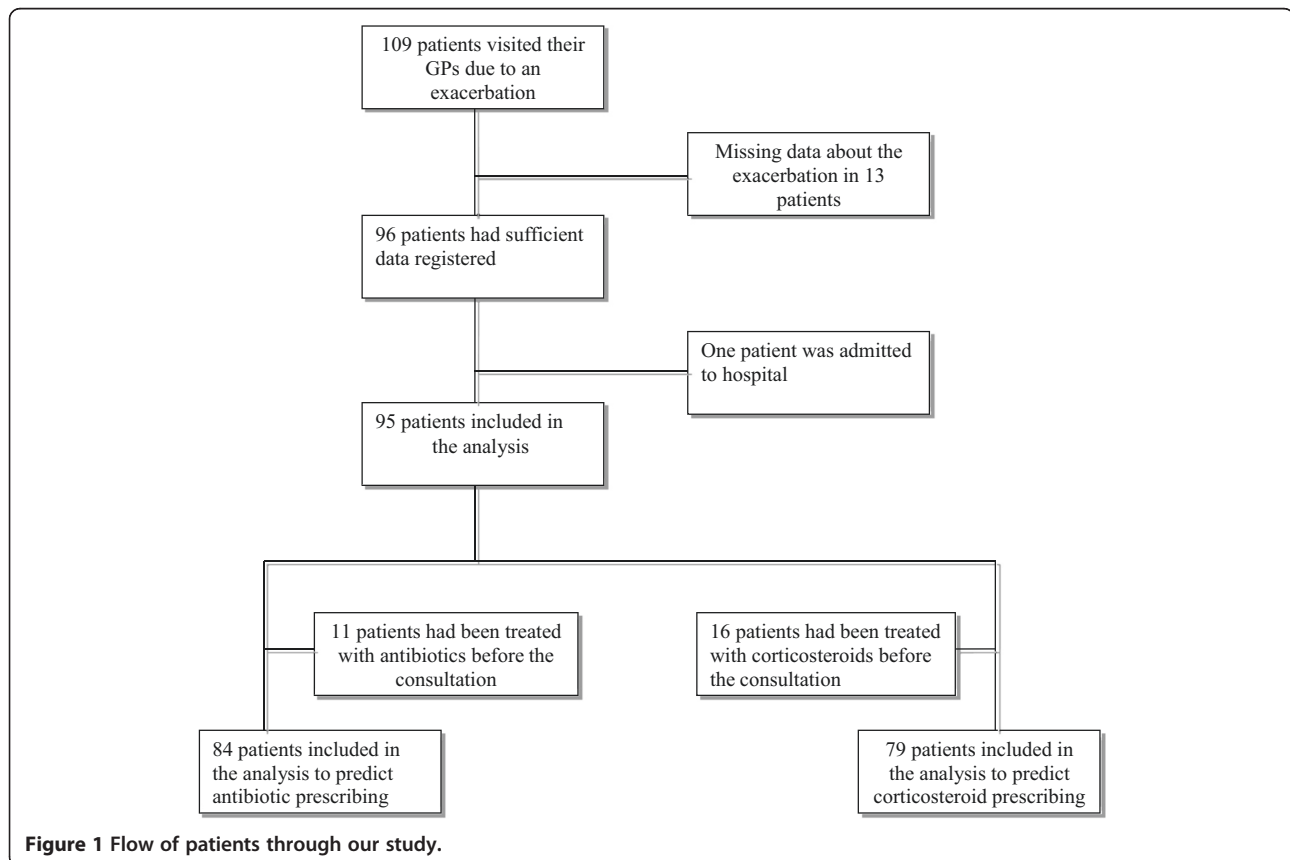 109 patients visited their
GPs due to an
exacerbation
Missing data about the
exacerbation in 13
patients
96 patients had sufficient
data registered
One patient was admitted
to hospital
95 patients included in
the analysis
11 patients had been treated
with antibiotics before the
consultation
16 patients had been treated
with corticosteroids before
the consultation
84 patients included in
the analysis to predict
antibiotic prescribing
79 patients included in
the analysis to predict
corticosteroid prescribing
Figure 1 Flow of patients through our study.